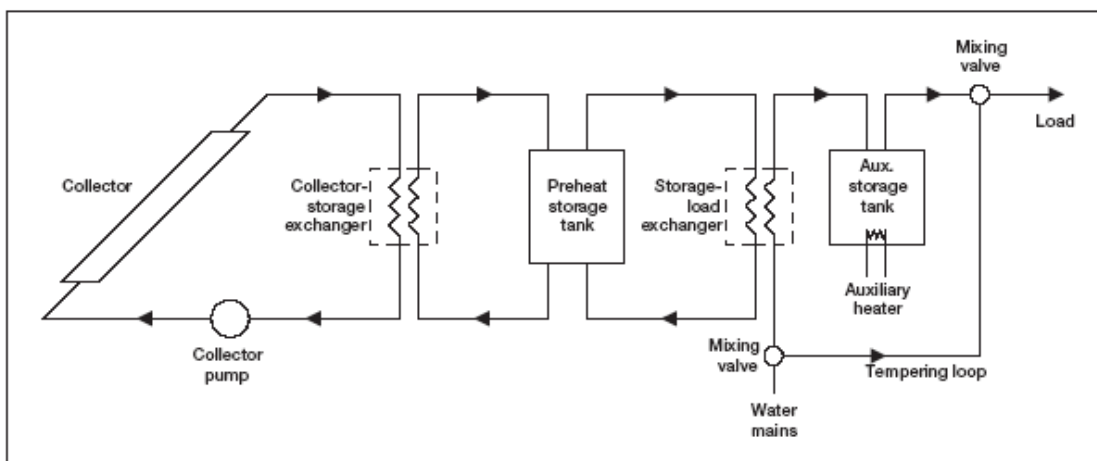 Mixing
valve
Load
Collector
Collector-
storage
exchanger
Preheat
storage
tank
Storage-
load
exchanger
Aux.
storage
tank
Auxiliary
heater
Collector
pump
Mixing
valve
Tempering loop
Water
mains